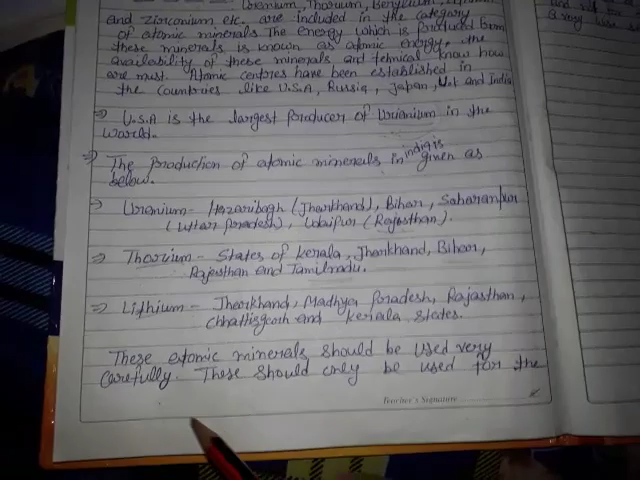 Uranium, Thorium, Beryllium,
and Zirconium etc. are included in the category
of atomic minerals The energy which is produced from
these minerals is known as atomic energy. the
availability of these minerals and tehnical know how
are must. Atomic centres have been established in
the countries like U.S.A, Russia, Japan, U.K and India
⇒ U.S.A is the largest producer of Urianium in the
world.
⇒ The production of atomic minerals in india is given as
below.
⇒ Uranium - Hazaribagh (Jharkhand), Bihar, Saharanpur
(Uttar Pradesh), Udaipur (Rajasthan).
⇒ Thorium - States of Kerala, Jharkhand, Bihar,
Rajasthan and Tamilnadu.
⇒ Lithium - Jharkhand, Madhya Pradesh, Rajasthan,
Chhattisgarh and Kerala States.
These atomic minerals should be used very
carefully. These should only be used for the
Teacher's Signature